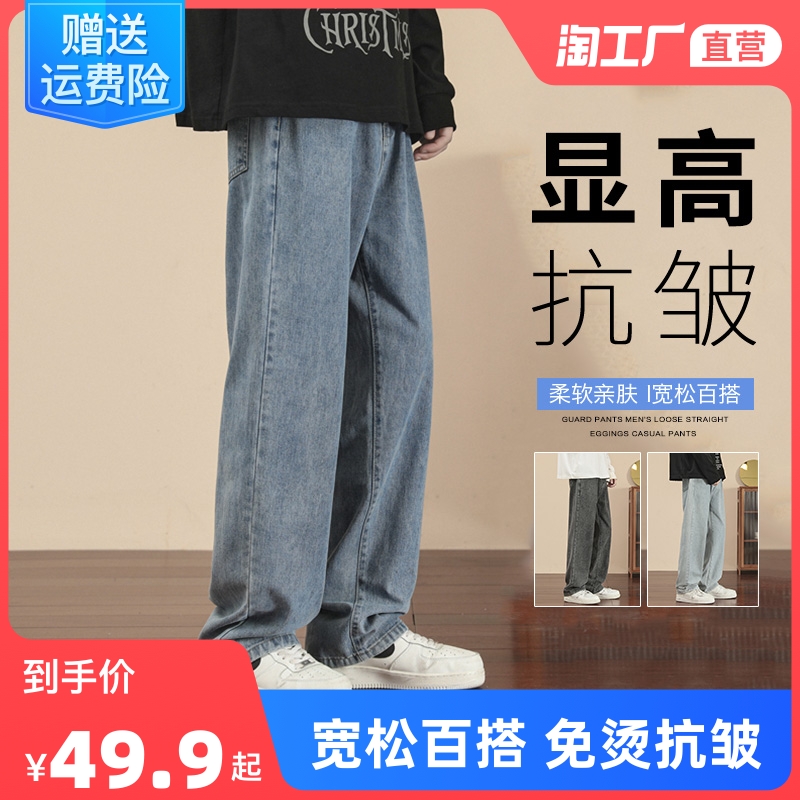 赠送
运费险
CHRIST
淘工厂 直营
显高
抗皱
柔软亲肤 |宽松百搭
GUARD PANTS MEN'S LOOSE STRAIGHT
EGGINGS CASUAL PANTS
到手价
¥49.9起
宽松百搭 免烫抗皱